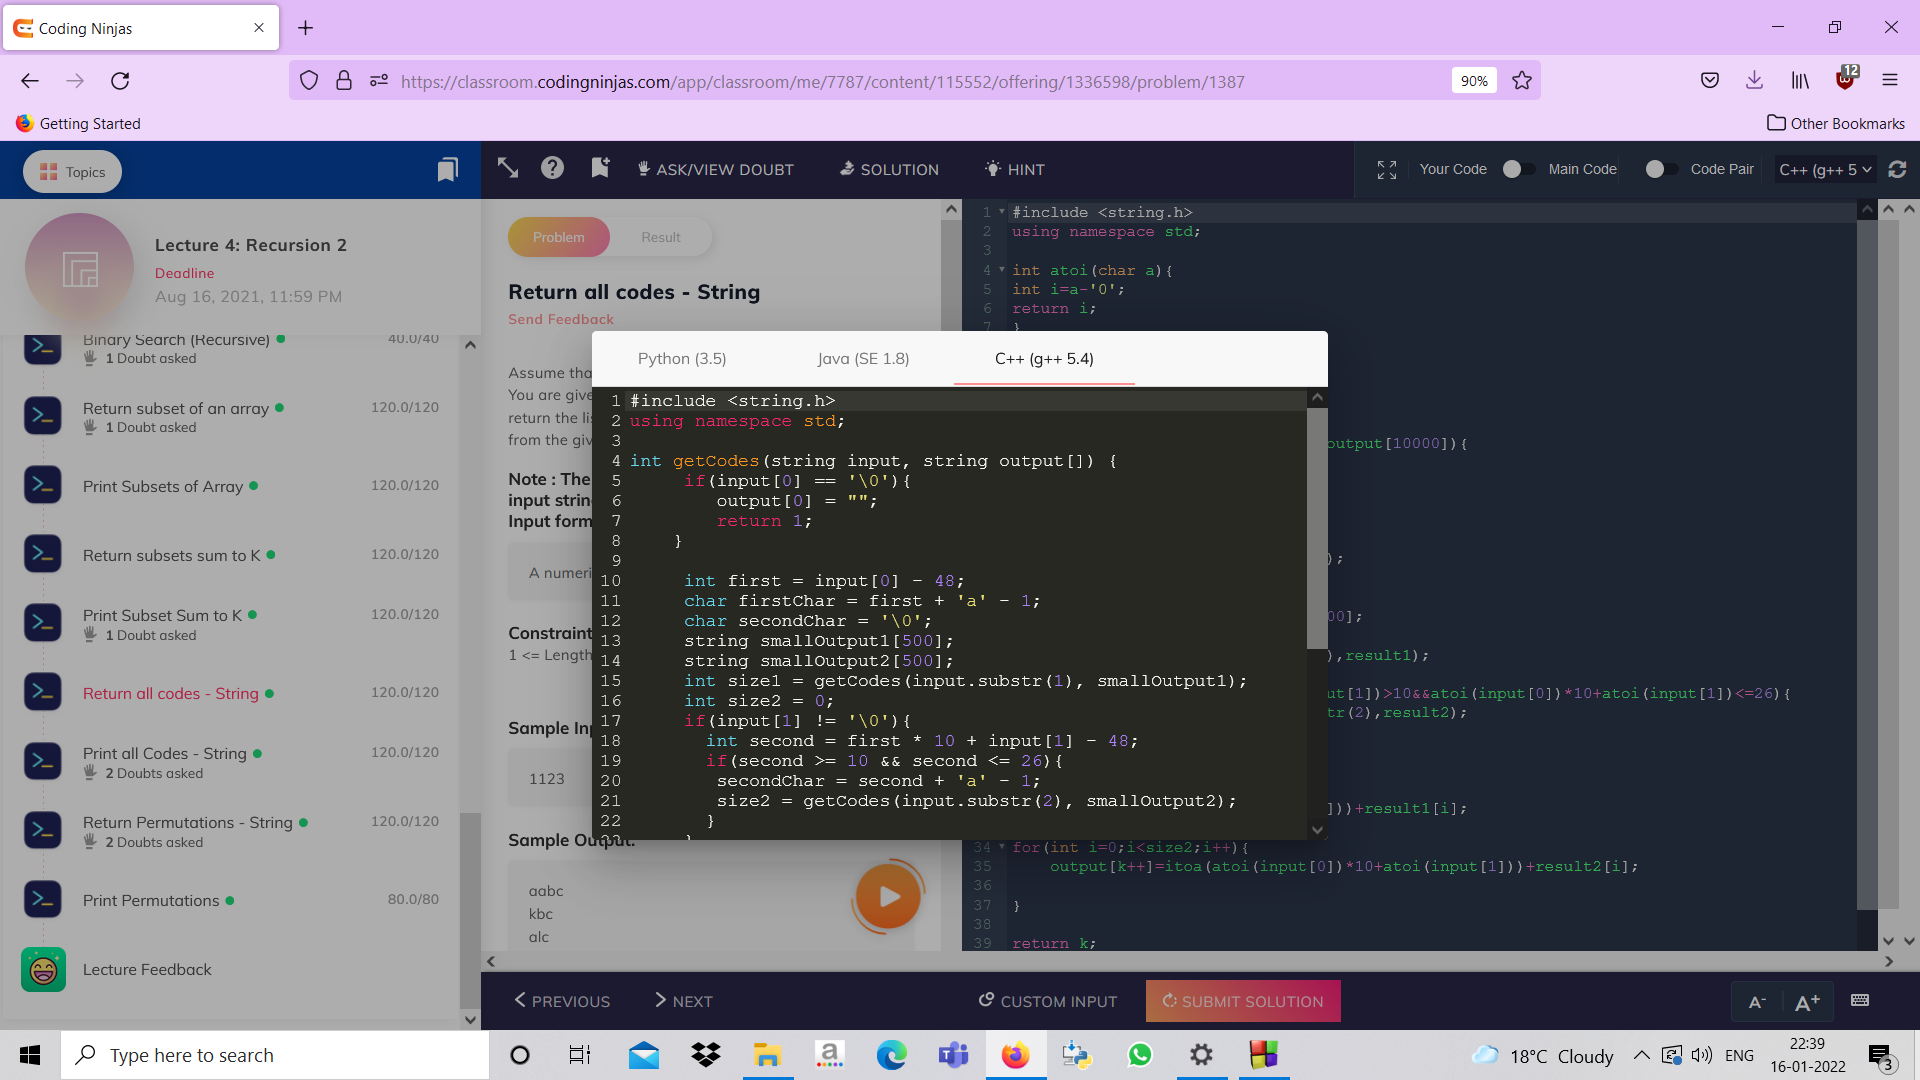 Coding Ninjas
https://classroom.codingninjas.com/app/classroom/me/7787/content/115552/offering/1336598/problem/1387
90%
12
Getting Started
Other Bookmarks
Topics
ASK/VIEW DOUBT
SOLUTION
HINT
Your Code
Main Code
Code Pair
C++ (g++ 5
Lecture 4: Recursion 2
Deadline
Aug 16, 2021, 11:59 PM
Binary Search (Recursive)
40.0/40
1 Doubt asked
Return subset of an array
120.0/120
1 Doubt asked
Print Subsets of Array
120.0/120
Return subsets sum to K
120.0/120
Print Subset Sum to K
120.0/120
1 Doubt asked
Return all codes - String
120.0/120
Print all Codes - String
120.0/120
2 Doubts asked
Return Permutations - String
120.0/120
2 Doubts asked
Print Permutations
80.0/80
Lecture Feedback
Problem
Result
Return all codes - String
Send Feedback
Assume tha
You are give
return the li
from the giv
Note : The
input strin
Input form
A numeri
Constraint
1 <= Length
Sample Inp
1123
Sample Output:
aabc
kbc
alc
Python (3.5)
Java (SE 1.8)
C++ (g++ 5.4)
1 #include <string.h>
2 using namespace std;
3
4 int getCodes(string input, string output[]) {
5 if(input[0] == '\0'){
6 output[0] = "";
7 return 1;
8 }
9
10 int first = input[0] - 48;
11 char firstChar = first + 'a' - 1;
12 char secondChar = '\0';
13 string smallOutput1[500];
14 string smallOutput2[500];
15 int size1 = getCodes(input.substr(1), smallOutput1);
16 int size2 = 0;
17 if(input[1] != '\0'){
18 int second = first * 10 + input[1] - 48;
19 if(second >= 10 && second <= 26){
20 secondChar = second + 'a' - 1;
21 size2 = getCodes(input.substr(2), smallOutput2);
22 }
23 }
1 #include <string.h>
2 using namespace std;
3
4 int atoi(char a){
5 int i=a-'0';
6 return i;
7 }
output[10000]){
);
00];
),result1);
ut[1])>10&&atoi(input[0])*10+atoi(input[1])<=26){
tr(2),result2);
]))+result1[i];
34 for(int i=0;i<size2;i++){
35 output[k++]=itoa(atoi(input[0])*10+atoi(input[1]))+result2[i];
36
37 }
38
39 return k;
PREVIOUS
NEXT
CUSTOM INPUT
SUBMIT SOLUTION
A-
A+
Type here to search
18°C Cloudy
ENG
22:39
16-01-2022
3